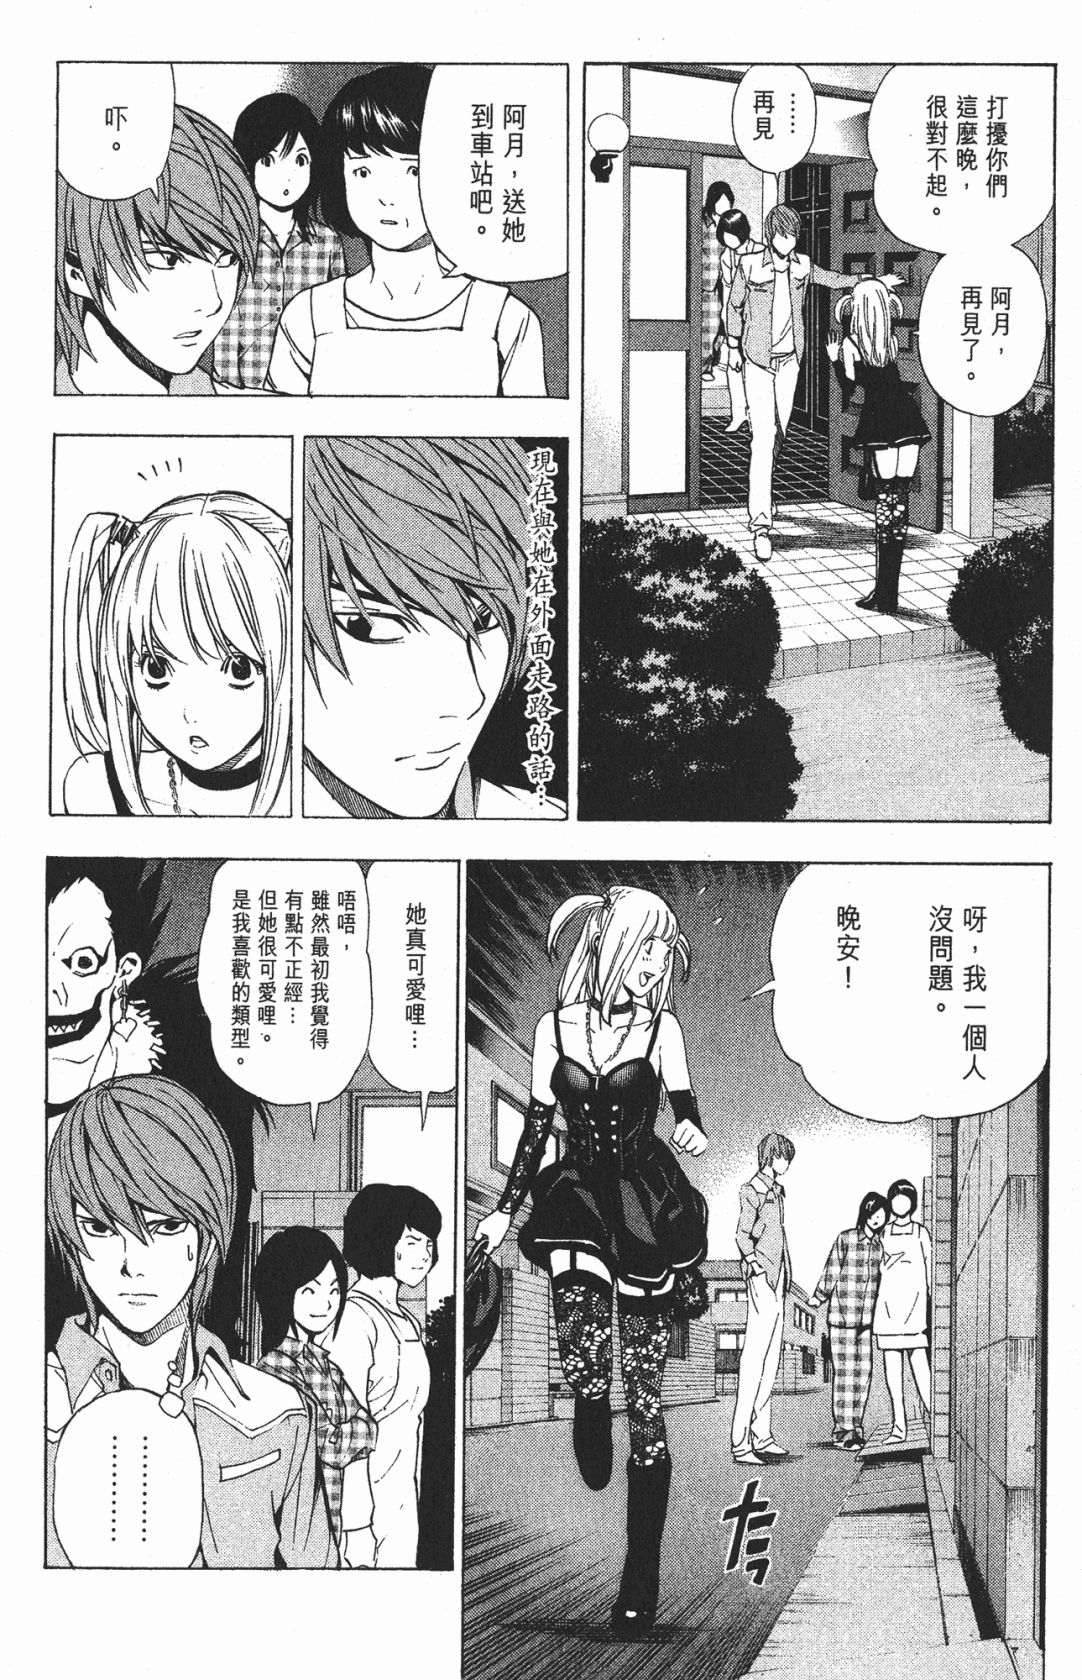 打擾你們
這麼晚，
很對不起。
阿月，
再見了。
……
再見
阿月，送她
到車站吧。
吓。
現在與她在外面走路的話…
呀，我一個人
沒問題。
晚安！
タタ
她真可愛哩…
唔唔，
雖然最初我覺得
有點不正經…
但她很可愛哩。
是我喜歡的類型。
………
………